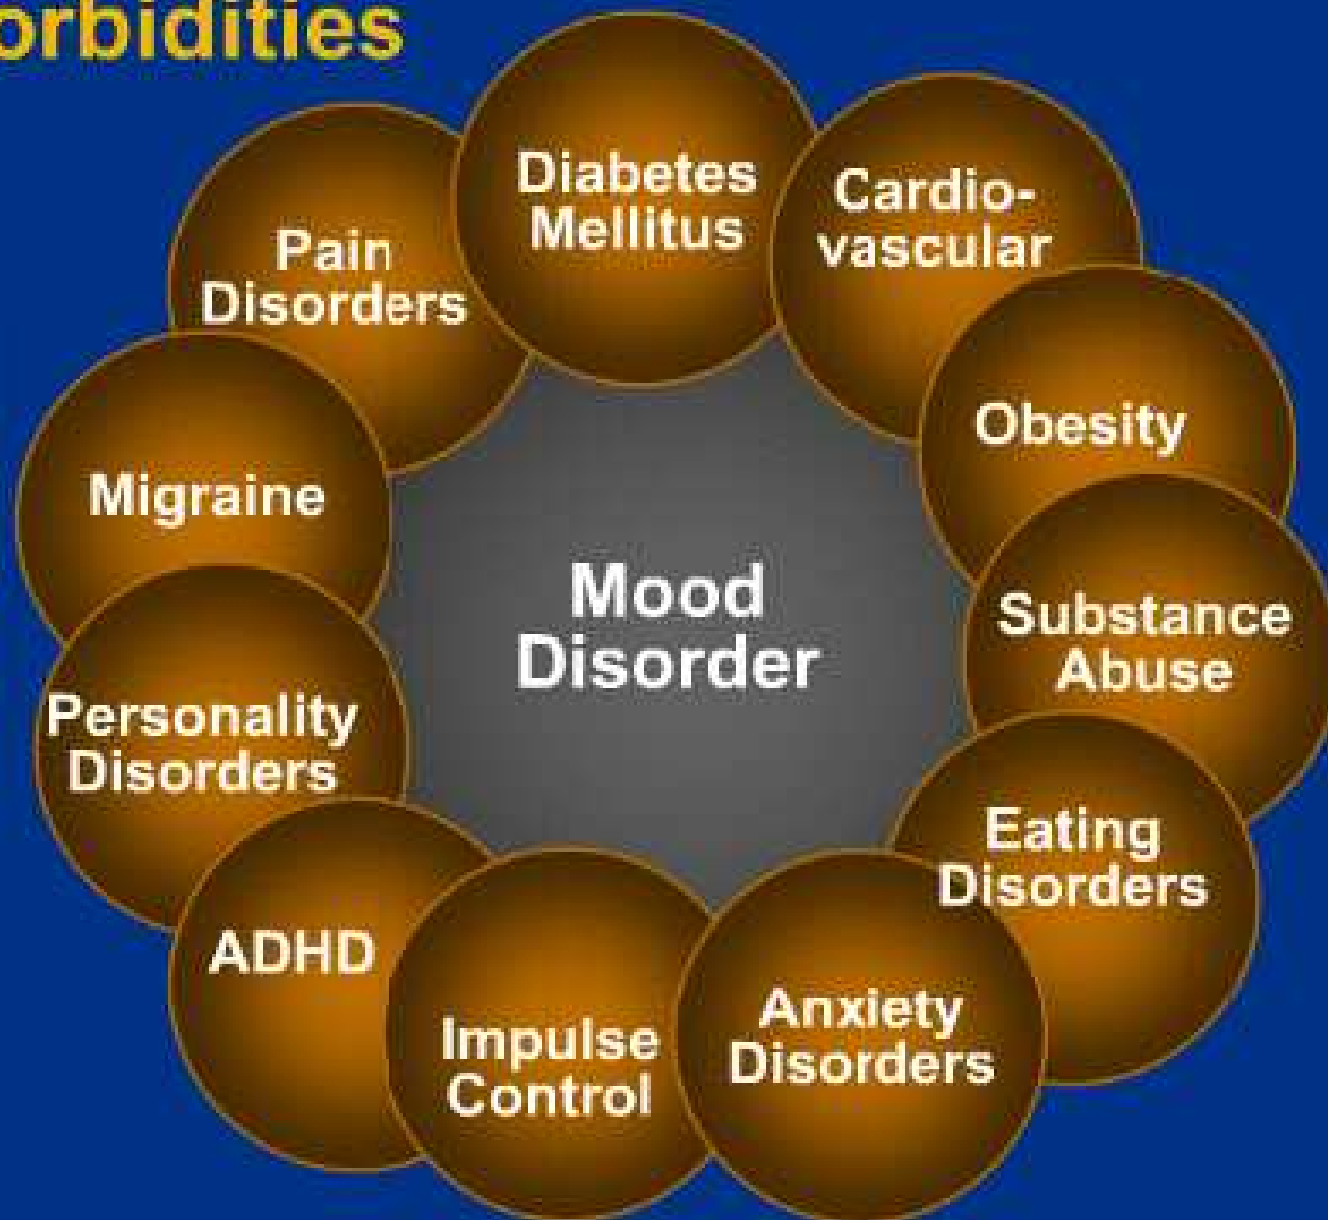 orbidities
Diabetes
Mellitus
Cardio-
vascular
Obesity
Substance
Abuse
Eating
Disorders
Anxiety
Disorders
Impulse
Control
ADHD
Personality
Disorders
Migraine
Pain
Disorders
Mood
Disorder